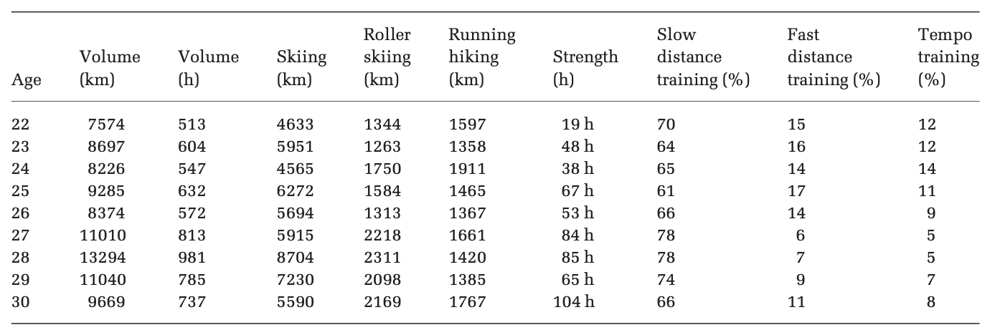 Age Volume (km) Volume (h) Skiing (km) Roller skiing (km) Running hiking (km) Strength (h) Slow distance training (%) Fast distance training (%) Tempo training (%)
22 7574 513 4633 1344 1597 19 h 70 15 12
23 8697 604 5951 1263 1358 48 h 64 16 12
24 8226 547 4565 1750 1911 38 h 65 14 14
25 9285 632 6272 1584 1465 67 h 61 17 11
26 8374 572 5694 1313 1367 53 h 66 14 9
27 11010 813 5915 2218 1661 84 h 78 6 5
28 13294 981 8704 2311 1420 85 h 78 7 5
29 11040 785 7230 2098 1385 65 h 74 9 7
30 9669 737 5590 2169 1767 104 h 66 11 8